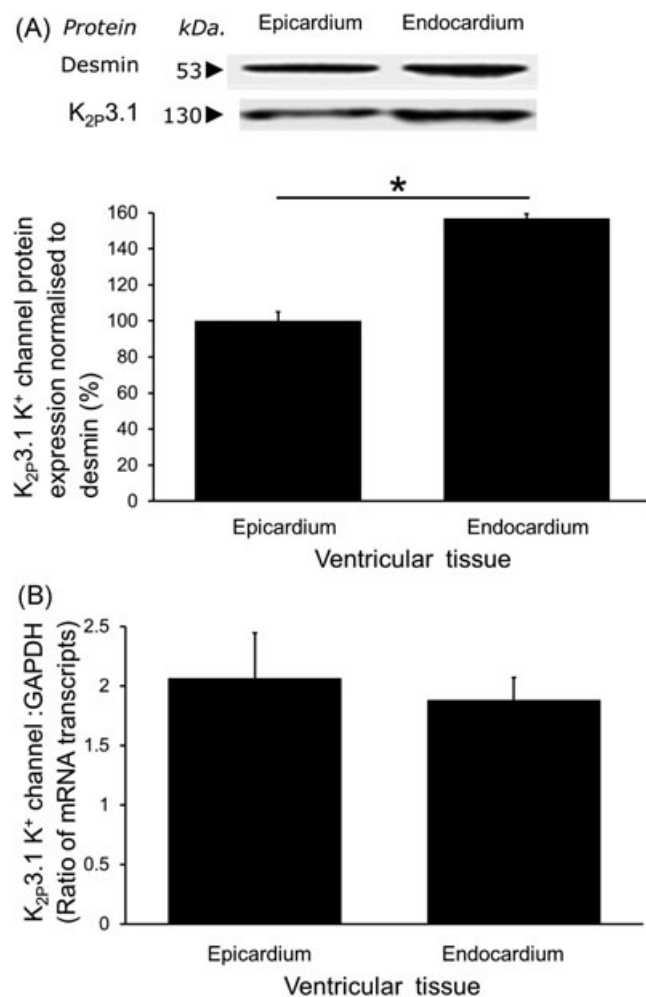 (A) Protein kDa. Epicardium Endocardium
Desmin 53►
K2P3.1 130►
*
K2P3.1 K+ channel protein
expression normalised to
desmin (%)
160
140
120
100
80
60
40
20
0
Epicardium Endocardium
Ventricular tissue
(B)
K2P3.1 K+ channel :GAPDH
(Ratio of mRNA transcripts)
2.5
2
1.5
1
0.5
0
Epicardium Endocardium
Ventricular tissue